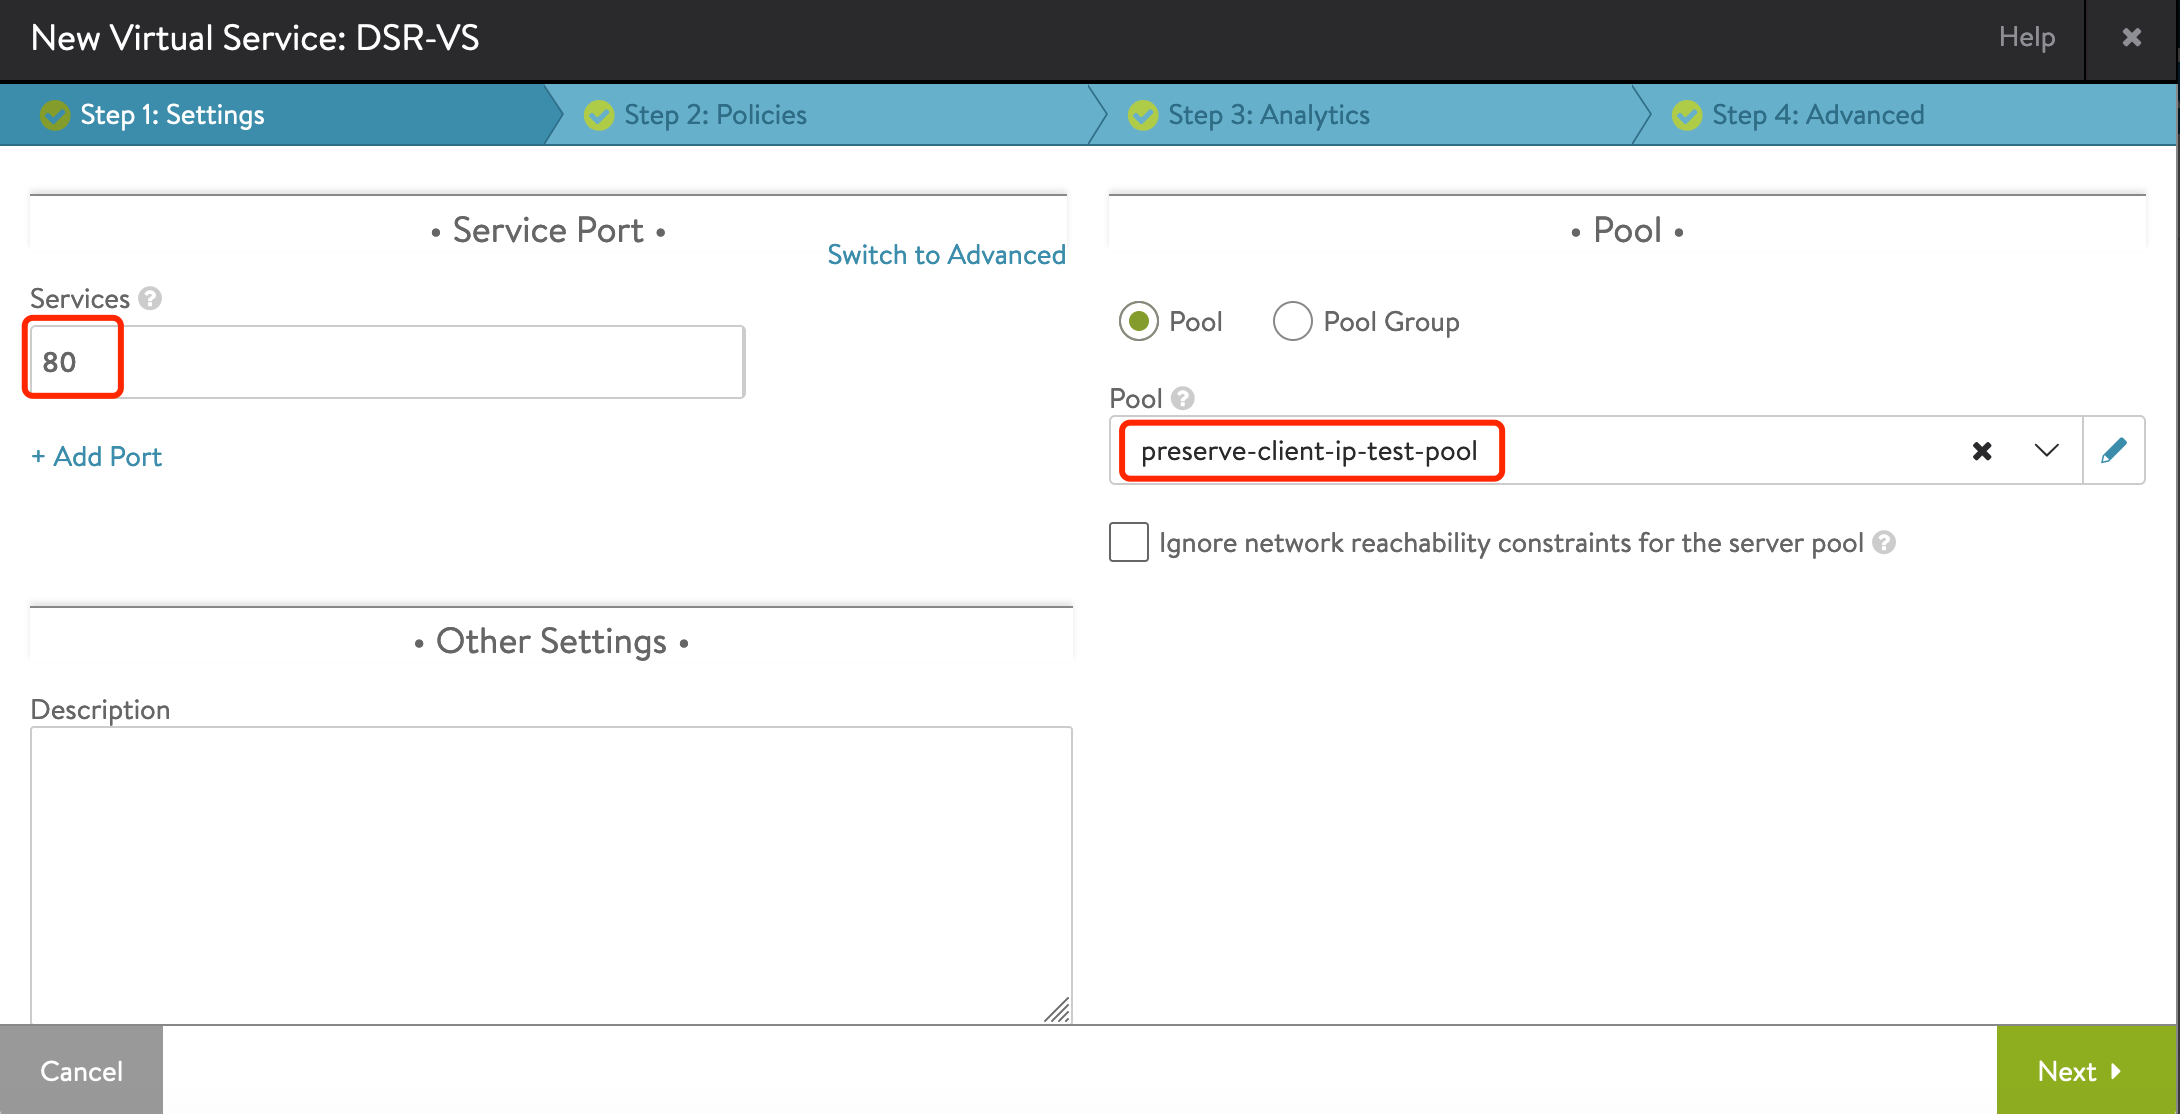 New Virtual Service: DSR-VS
Help
Step 1: Settings
Step 2: Policies
Step 3: Analytics
Step 4: Advanced
• Service Port •
Switch to Advanced
Services
80
+ Add Port
• Pool •
Pool
Pool Group
Pool
preserve-client-ip-test-pool
Ignore network reachability constraints for the server pool
• Other Settings •
Description
Cancel
Next